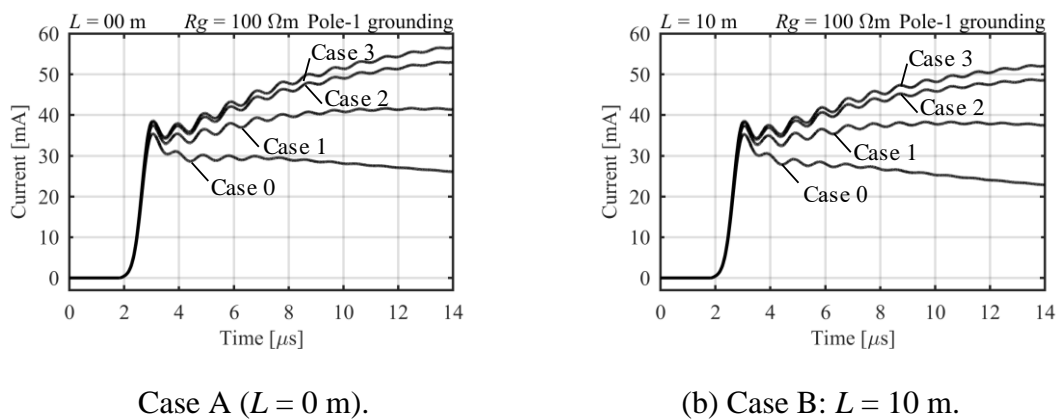 L = 00 m Rg = 100 Ωm Pole-1 grounding
60
50
40
30
20
10
0
Current [mA]
Case 3
Case 2
Case 1
Case 0
0 2 4 6 8 10 12 14
Time [μs]
Case A (L = 0 m).
L = 10 m Rg = 100 Ωm Pole-1 grounding
60
50
40
30
20
10
0
Current [mA]
Case 3
Case 2
Case 1
Case 0
0 2 4 6 8 10 12 14
Time [μs]
(b) Case B: L = 10 m.